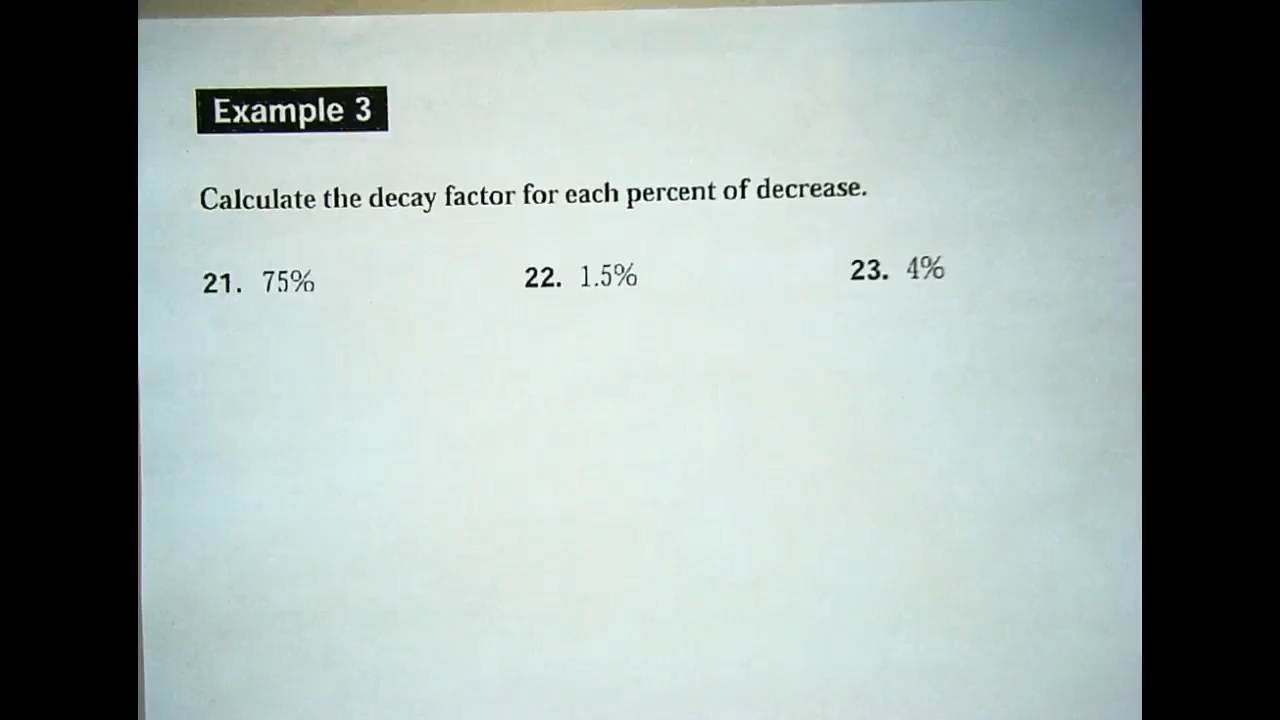 Example 3
Calculate the decay factor for each percent of decrease.
21. 75% 22. 1.5% 23. 4%